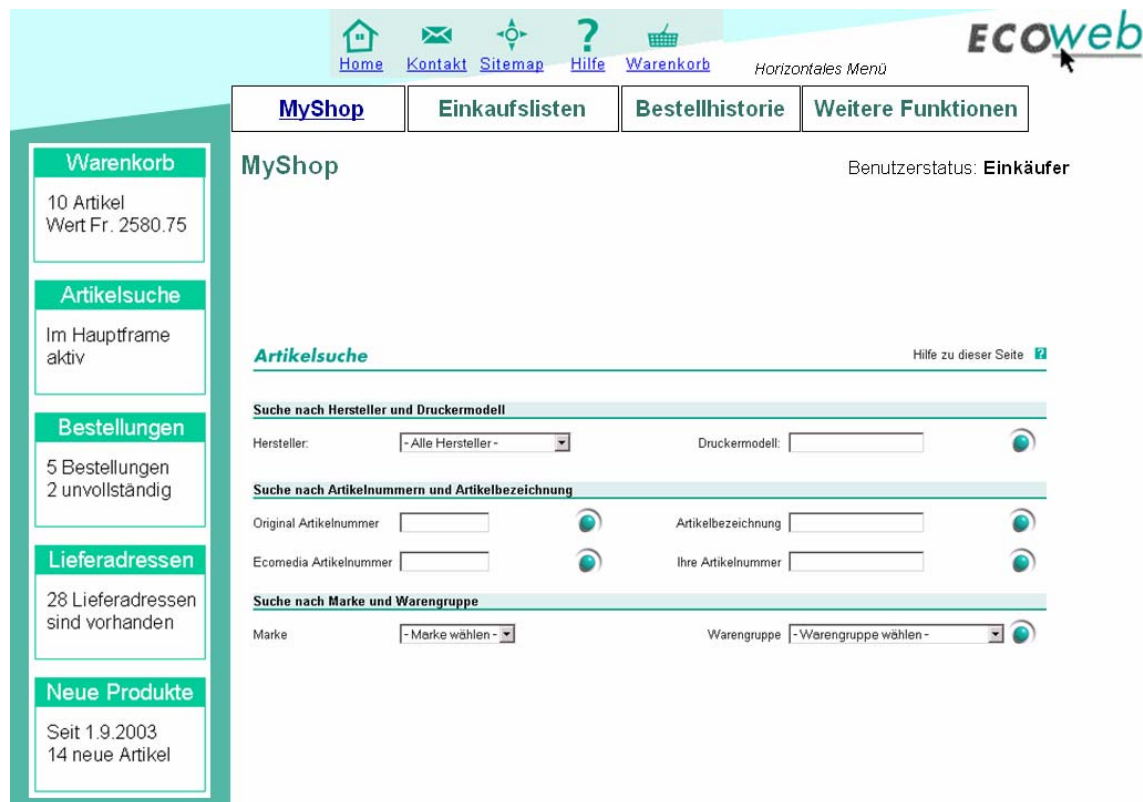 Home Kontakt Sitemap Hilfe Warenkorb
Horizontales Menü
ECOweb
MyShop Einkaufslisten Bestellhistorie Weitere Funktionen
Warenkorb
10 Artikel
Wert Fr. 2580.75
Artikelsuche
Im Hauptframe
aktiv
Bestellungen
5 Bestellungen
2 unvollständig
Lieferadressen
28 Lieferadressen
sind vorhanden
Neue Produkte
Seit 1.9.2003
14 neue Artikel
MyShop
Benutzerstatus: Einkäufer
Artikelsuche
Hilfe zu dieser Seite ?
Suche nach Hersteller und Druckermodell
Hersteller: - Alle Hersteller - Druckermodell:
Suche nach Artikelnummern und Artikelbezeichnung
Original Artikelnummer Artikelbezeichnung
Ecomedia Artikelnummer Ihre Artikelnummer
Suche nach Marke und Warengruppe
Marke - Marke wählen - Warengruppe - Warengruppe wählen -